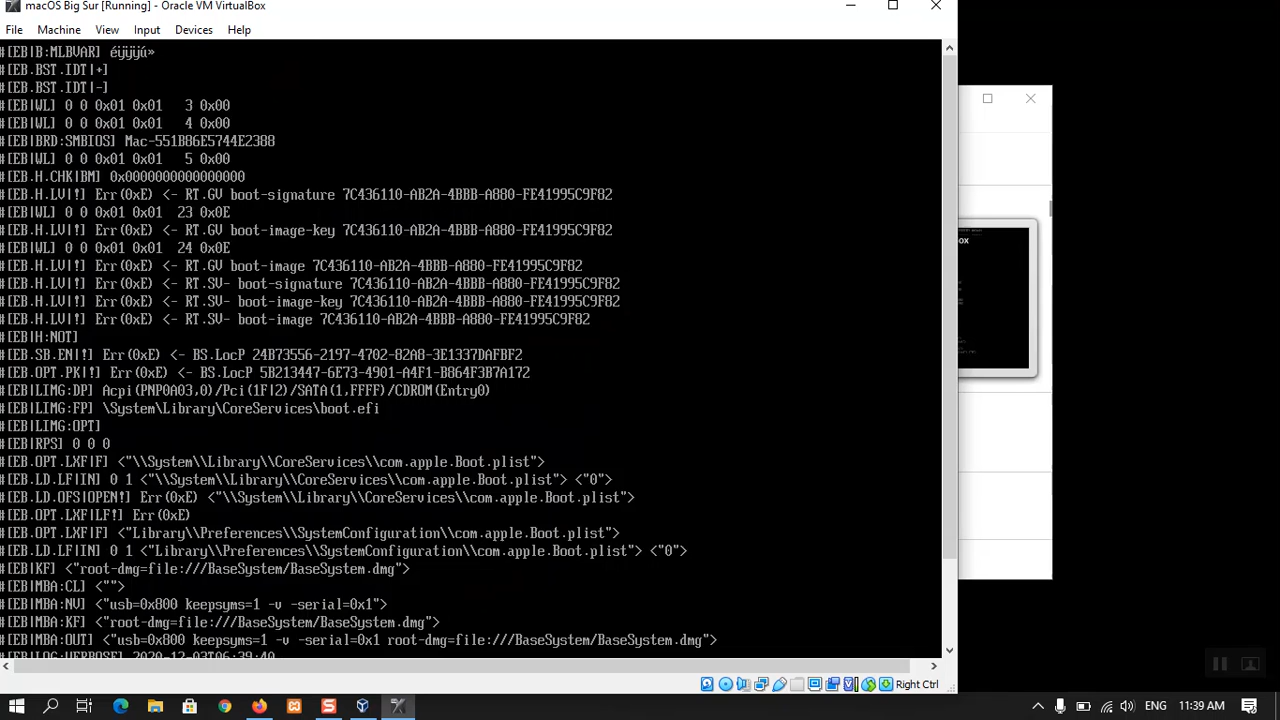 macOS Big Sur [Running] - Oracle VM VirtualBox
File Machine View Input Devices Help
#[EB|B:MLBVAR] éÿÿÿú»
#[EB.BST.IDT|+]
#[EB.BST.IDT|-]
#[EB|WL] 0 0 0x01 0x01 3 0x00
#[EB|WL] 0 0 0x01 0x01 4 0x00
#[EB|BRD:SMBIOS] Mac-551B86E5744E2388
#[EB|WL] 0 0 0x01 0x01 5 0x00
#[EB.H.CHK|BM] 0x0000000000000000
#[EB.H.LV|!] Err(0xE) <- RT.GV boot-signature 7C436110-AB2A-4BBB-A880-FE41995C9F82
#[EB|WL] 0 0 0x01 0x01 23 0x0E
#[EB.H.LV|!] Err(0xE) <- RT.GV boot-image-key 7C436110-AB2A-4BBB-A880-FE41995C9F82
#[EB|WL] 0 0 0x01 0x01 24 0x0E
#[EB.H.LV|!] Err(0xE) <- RT.GV boot-image 7C436110-AB2A-4BBB-A880-FE41995C9F82
#[EB.H.LV|!] Err(0xE) <- RT.SV- boot-signature 7C436110-AB2A-4BBB-A880-FE41995C9F82
#[EB.H.LV|!] Err(0xE) <- RT.SV- boot-image-key 7C436110-AB2A-4BBB-A880-FE41995C9F82
#[EB.H.LV|!] Err(0xE) <- RT.SV- boot-image 7C436110-AB2A-4BBB-A880-FE41995C9F82
#[EB|H:NOT]
#[EB.SB.EN|!] Err(0xE) <- BS.LocP 24B73556-2197-4702-82A8-3E1337DAFBF2
#[EB.OPT.PK|!] Err(0xE) <- BS.LocP 5B213447-6E73-4901-A4F1-B864F3B7A172
#[EB|LIMG:DP] Acpi(PNP0A03,0)/Pci(1F|2)/SATA(1,FFFF)/CDROM(Entry0)
#[EB|LIMG:FP] \System\Library\CoreServices\boot.efi
#[EB|LIMG:OPT]
#[EB|RPS] 0 0 0
#[EB.OPT.LXF|F] <"\\System\\Library\\CoreServices\\com.apple.Boot.plist">
#[EB.LD.LF|IN] 0 1 <"\\System\\Library\\CoreServices\\com.apple.Boot.plist"> <"0">
#[EB.LD.OFS|OPEN!] Err(0xE) <"\\System\\Library\\CoreServices\\com.apple.Boot.plist">
#[EB.OPT.LXF|LF!] Err(0xE)
#[EB.OPT.LXF|F] <"Library\\Preferences\\SystemConfiguration\\com.apple.Boot.plist">
#[EB.LD.LF|IN] 0 1 <"Library\\Preferences\\SystemConfiguration\\com.apple.Boot.plist"> <"0">
#[EB|KF] <"root-dmg=file:///BaseSystem/BaseSystem.dmg">
#[EB|MBA:CL] <"">
#[EB|MBA:NV] <"usb=0x800 keepsyms=1 -v -serial=0x1">
#[EB|MBA:KF] <"root-dmg=file:///BaseSystem/BaseSystem.dmg">
#[EB|MBA:OUT] <"usb=0x800 keepsyms=1 -v -serial=0x1 root-dmg=file:///BaseSystem/BaseSystem.dmg">
#[EB|LOG:VERBOSE] 2020-12-03T06:39:40
Right Ctrl
ENG 11:39 AM